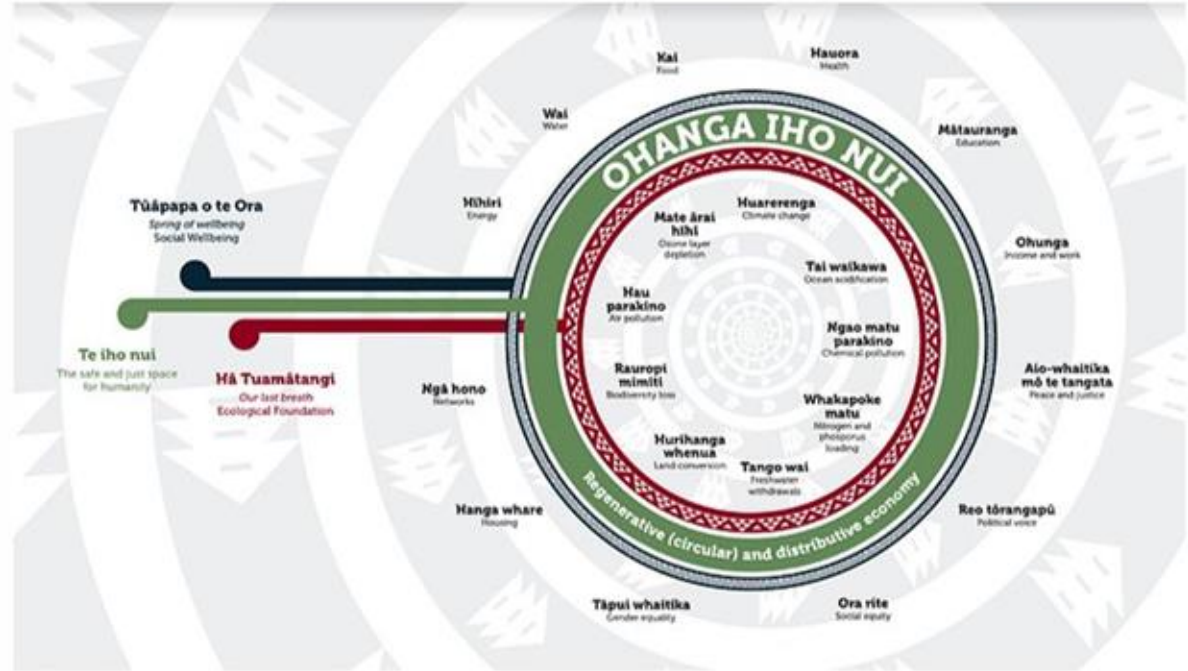 Kai
Food
Hauora
Health
Wai
Water
Mātauranga
Education
OHANGA IHO NUI
Hihiri
Energy
Tūāpapa o te Ora
Spring of wellbeing
Social Wellbeing
Mate ārai
hihi
Ozone layer
depletion
Huarerenga
Climate change
Ohunga
Income and work
Tai waikawa
Ocean acidification
Hau
parakino
Air pollution
Ngao matu
parakino
Chemical pollution
Te iho nui
The safe and just space
for humanity
Hā Tuamātangi
Our last breath
Ecological Foundation
Ngā hono
Networks
Rauropi
mimiti
Biodiversity loss
Aio-whaitika
mō te tangata
Peace and justice
Whakapoke
matu
Nitrogen and
phosporus
loading
Hurihanga
whenua
Land conversion
Tango wai
Freshwater
withdrawals
Regenerative (circular) and distributive economy
Hanga whare
Housing
Reo tōrangapū
Political voice
Tāpui whaitika
Gender equality
Ora rite
Social equity